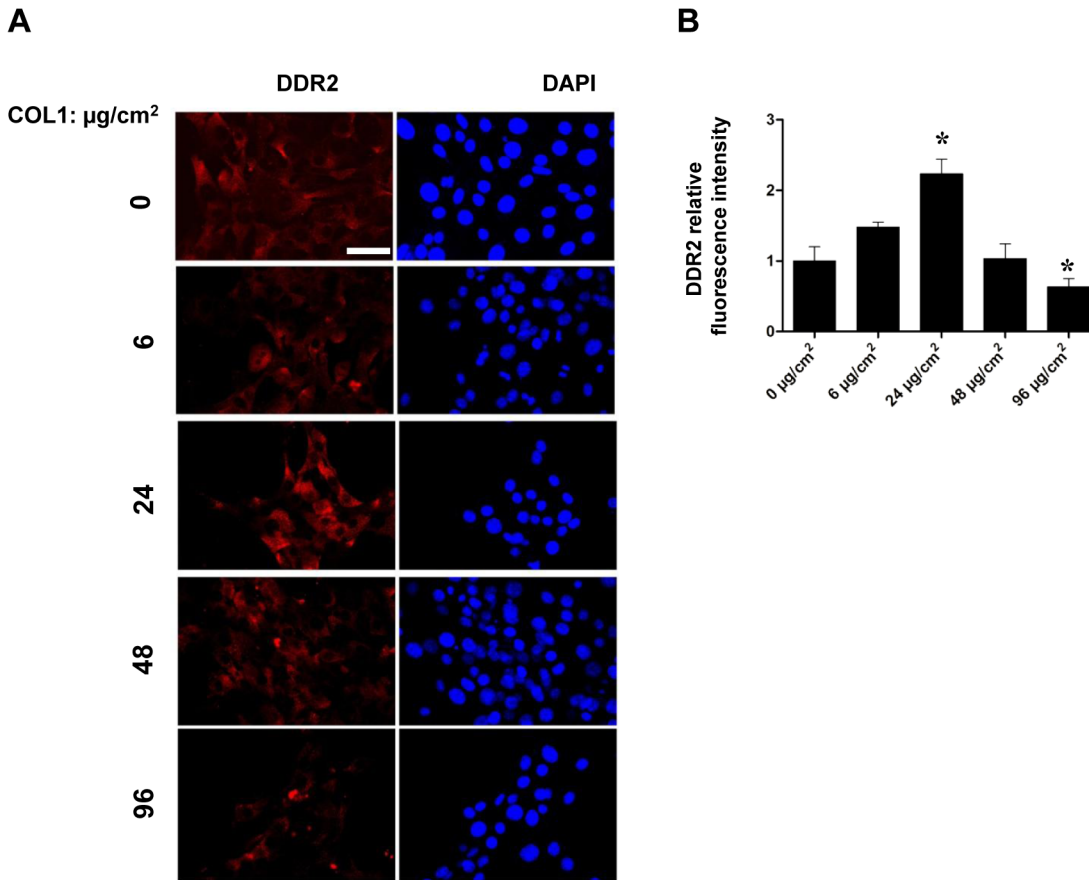 A
DDR2 DAPI
COL1: µg/cm²
0
6
24
48
96
B
DDR2 relative
fluorescence intensity
3
2
1
0
* *
0 µg/cm²
6 µg/cm²
24 µg/cm²
48 µg/cm²
96 µg/cm²